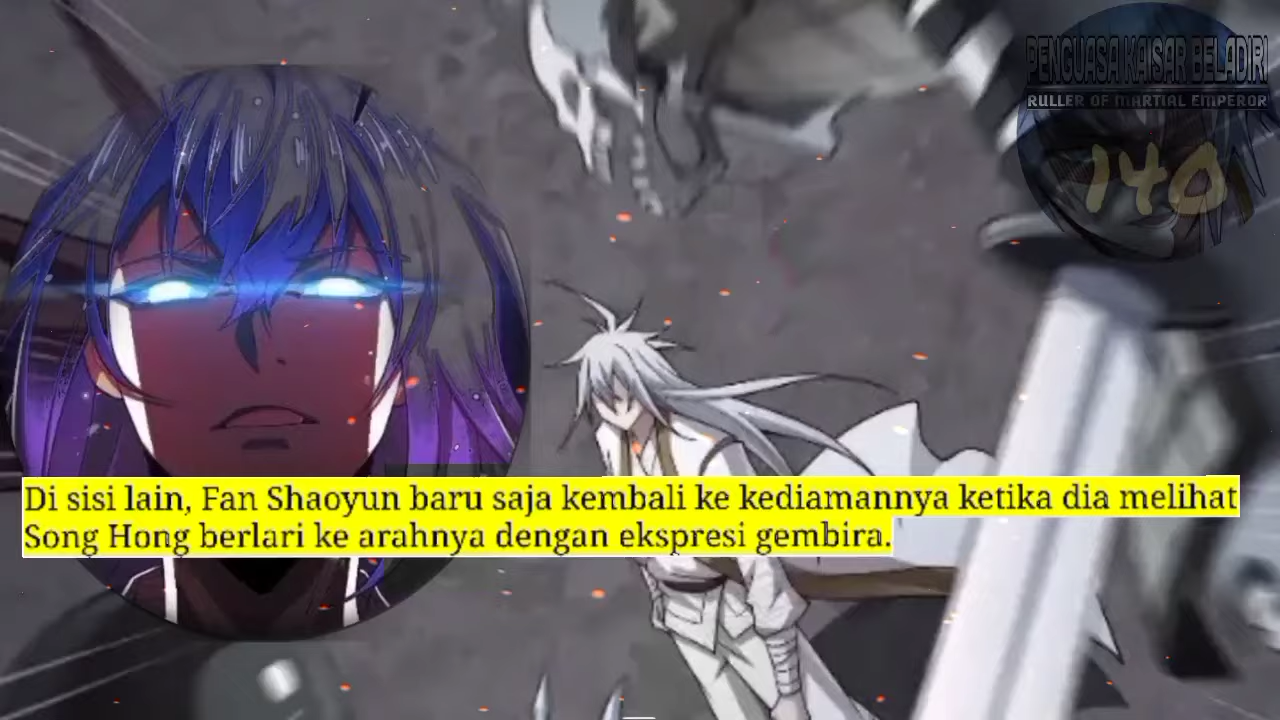 PENGUASA KAISAR BELADIRI
RULLER OF MARTIAL EMPEROR
140
Di sisi lain, Fan Shaoyun baru saja kembali ke kediamannya ketika dia melihat
Song Hong berlari ke arahnya dengan ekspresi gembira.